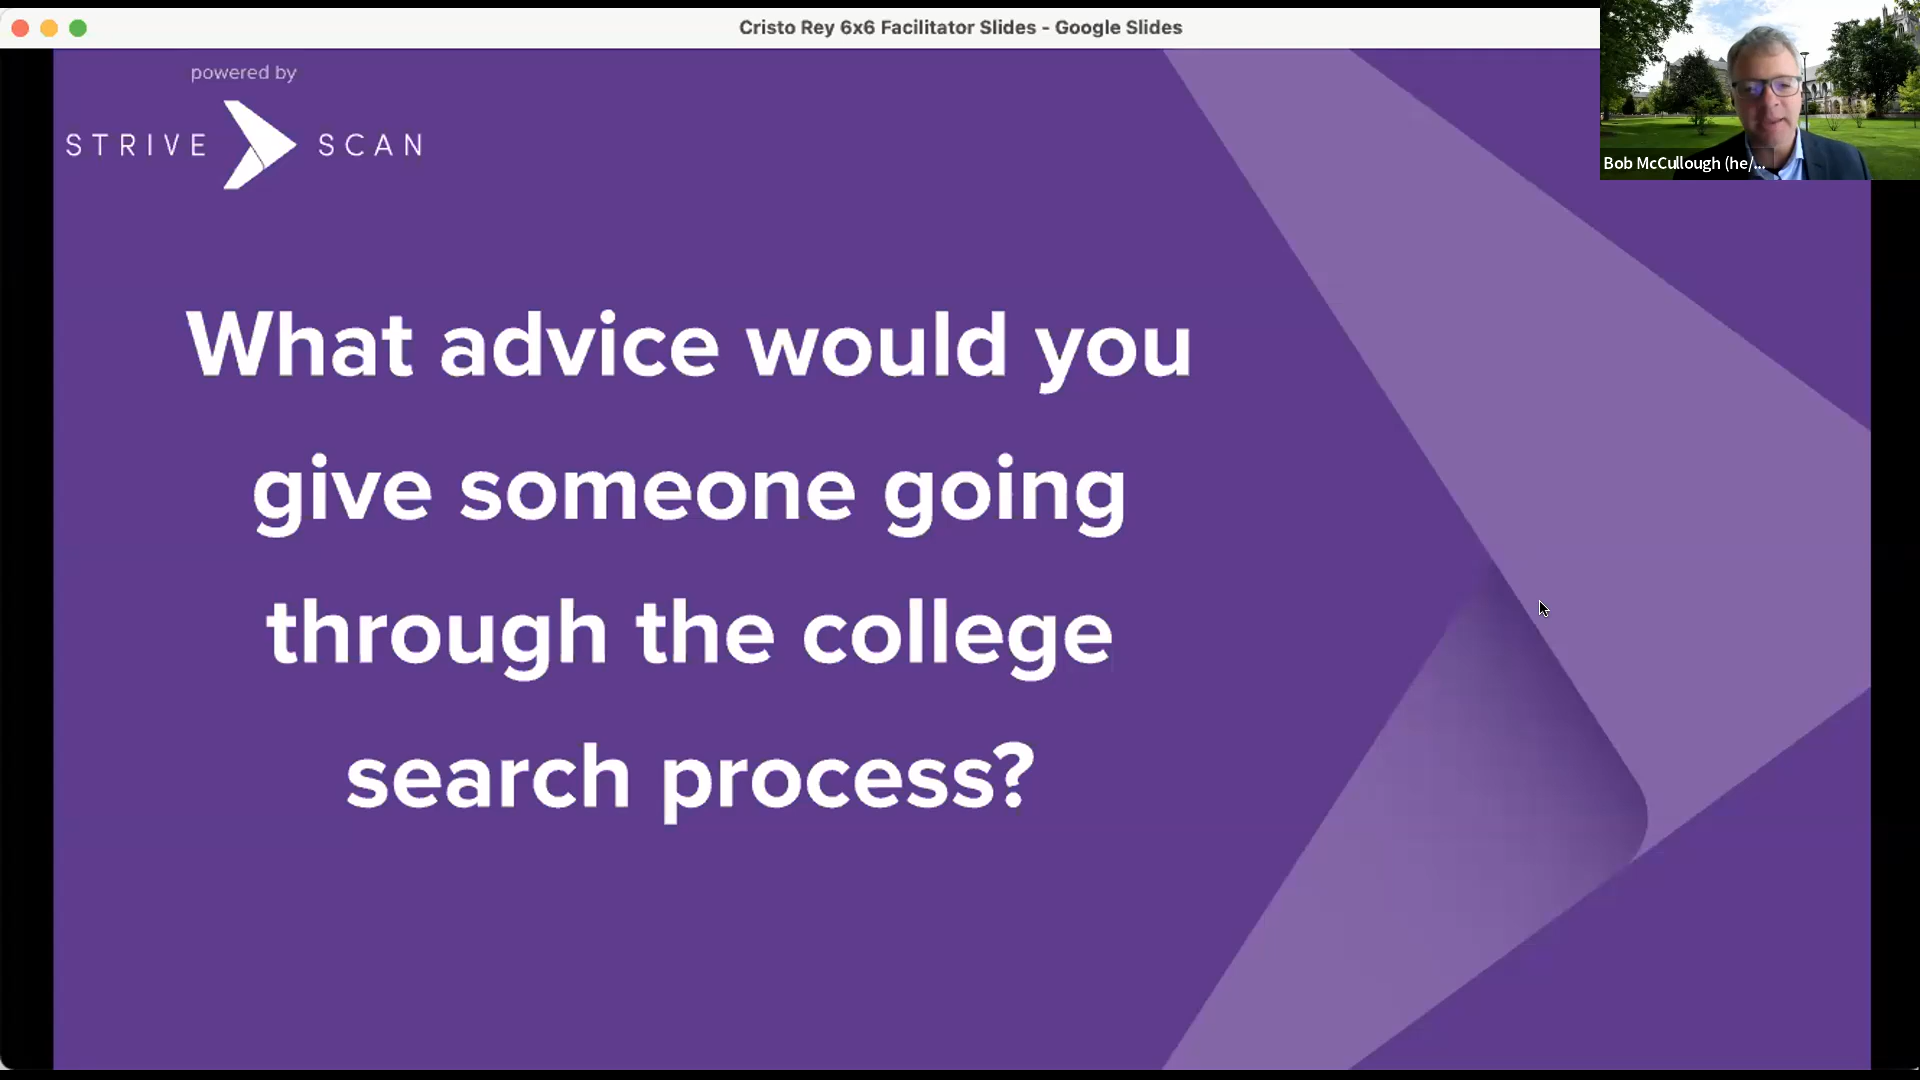 Cristo Rey 6x6 Facilitator Slides - Google Slides
powered by
STRIVE SCAN
Bob McCullough (he/...
What advice would you
give someone going
through the college
search process?